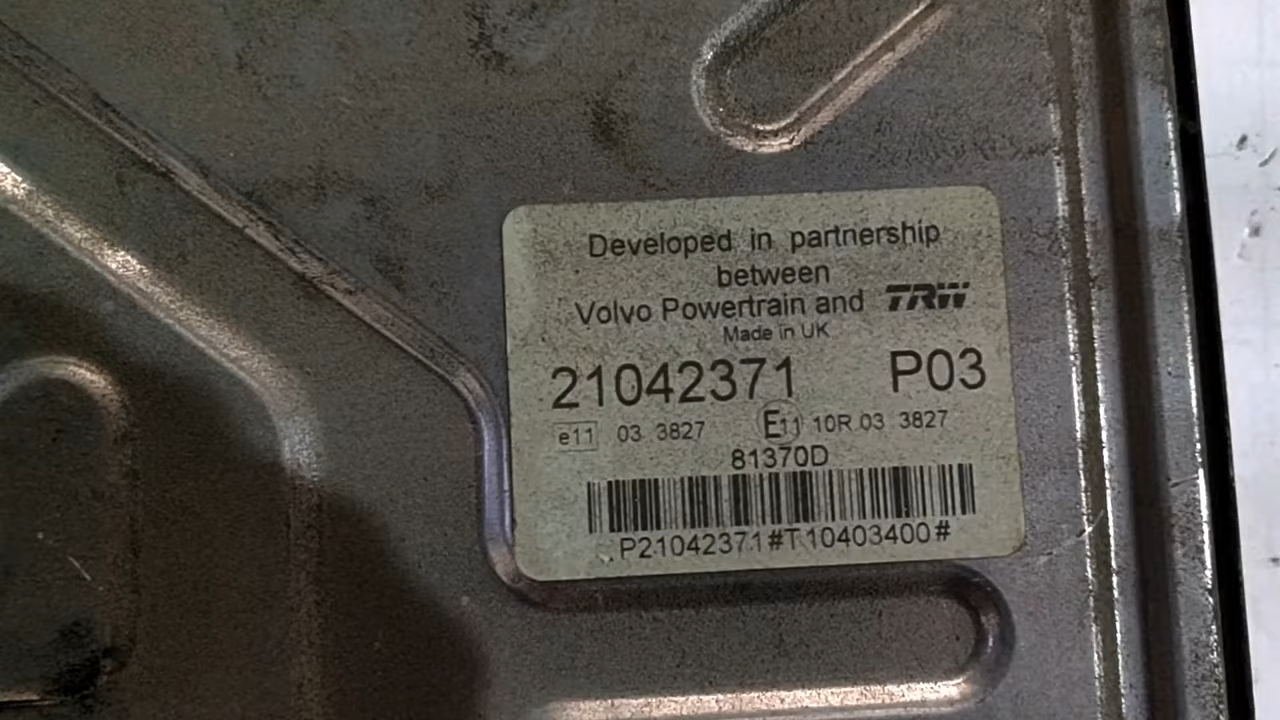 Developed in partnership
between
Volvo Powertrain and TRW
Made in UK
21042371 P03
e11 03 3827 E11 10R 03 3827
81370D
P21042371#T10403400#